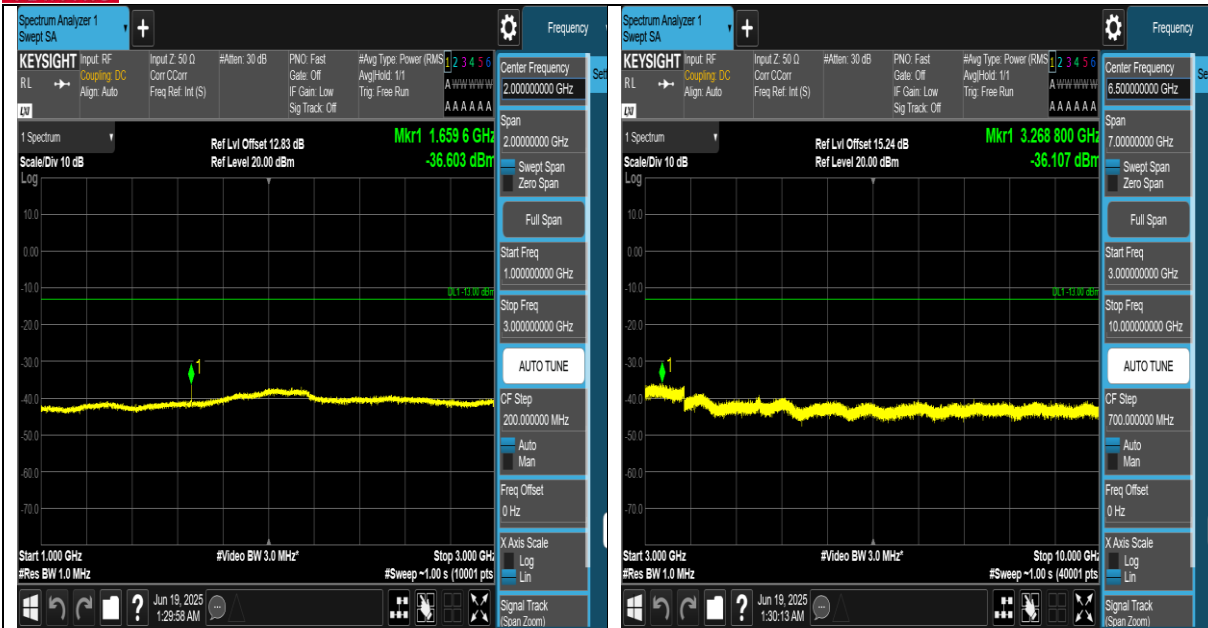 Spectrum Analyzer 1
Swept SA
Frequency
KEYSIGHT
RL
LXI
Input: RF
Coupling: DC
Align: Auto
Input Z: 50 Ω
Corr CCorr
Freq Ref: Int (S)
#Atten: 30 dB
PNO: Fast
Gate: Off
IF Gain: Low
Sig Track: Off
#Avg Type: Power (RMS
Avg|Hold: 1/1
Trig: Free Run
1 2 3 4 5 6
A W W W W W
A A A A A A
1 Spectrum
Scale/Div 10 dB
Log
Ref Lvl Offset 12.83 dB
Ref Level 20.00 dBm
Mkr1 1.659 6 GHz
-36.603 dBm
10.0
0.00
-10.0
DL1 -13.00 dBm
-20.0
-30.0
1
-40.0
-50.0
-60.0
-70.0
Start 1.000 GHz
#Res BW 1.0 MHz
#Video BW 3.0 MHz*
Stop 3.000 GHz
#Sweep ~1.00 s (10001 pts
Jun 19, 2025
1:29:58 AM
Center Frequency
2.000000000 GHz
Span
2.00000000 GHz
Swept Span
Zero Span
Full Span
Start Freq
1.000000000 GHz
Stop Freq
3.000000000 GHz
AUTO TUNE
CF Step
200.000000 MHz
Auto
Man
Freq Offset
0 Hz
X Axis Scale
Log
Lin
Signal Track
(Span Zoom)
Sett
Spectrum Analyzer 1
Swept SA
Frequency
KEYSIGHT
RL
LXI
Input: RF
Coupling: DC
Align: Auto
Input Z: 50 Ω
Corr CCorr
Freq Ref: Int (S)
#Atten: 30 dB
PNO: Fast
Gate: Off
IF Gain: Low
Sig Track: Off
#Avg Type: Power (RMS
Avg|Hold: 1/1
Trig: Free Run
1 2 3 4 5 6
A W W W W W
A A A A A A
1 Spectrum
Scale/Div 10 dB
Log
Ref Lvl Offset 15.24 dB
Ref Level 20.00 dBm
Mkr1 3.268 800 GHz
-36.107 dBm
10.0
0.00
-10.0
DL1 -13.00 dBm
-20.0
-30.0
1
-40.0
-50.0
-60.0
-70.0
Start 3.000 GHz
#Res BW 1.0 MHz
#Video BW 3.0 MHz*
Stop 10.000 GHz
#Sweep ~1.00 s (40001 pts
Jun 19, 2025
1:30:13 AM
Center Frequency
6.500000000 GHz
Span
7.00000000 GHz
Swept Span
Zero Span
Full Span
Start Freq
3.000000000 GHz
Stop Freq
10.000000000 GHz
AUTO TUNE
CF Step
700.000000 MHz
Auto
Man
Freq Offset
0 Hz
X Axis Scale
Log
Lin
Signal Track
(Span Zoom)
Se